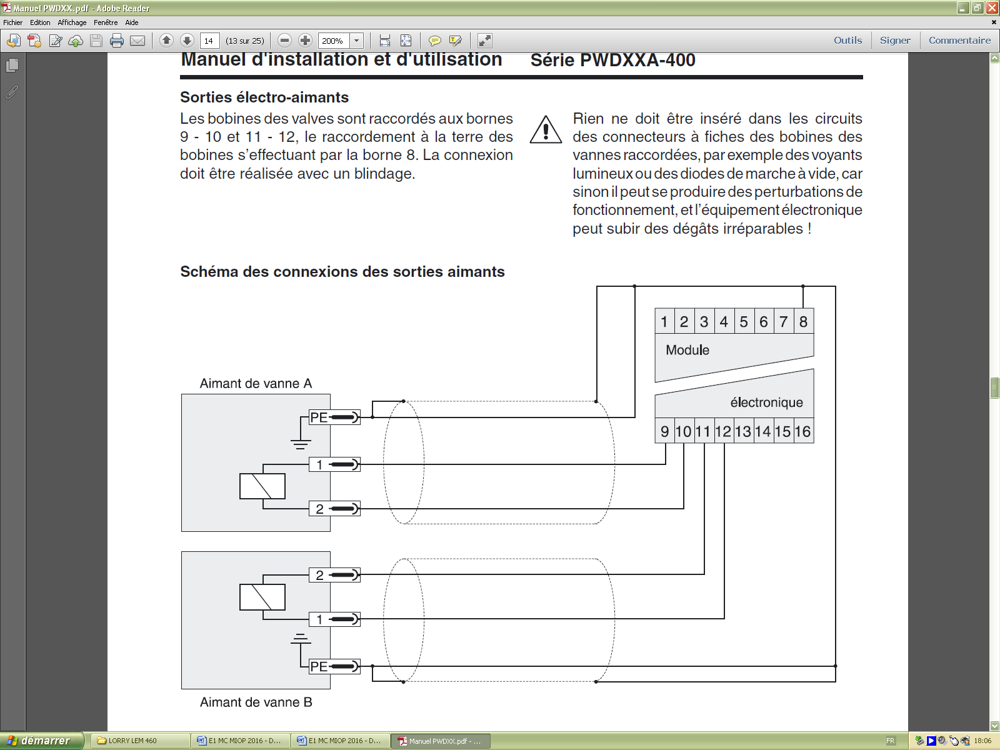 Manuel PWDXX.pdf - Adobe Reader
Fichier Edition Affichage Fenêtre Aide
14 (13 sur 25) 200% Outils Signer Commentaire
Manuel d'installation et d'utilisation Série PWDXXA-400
Sorties électro-aimants
Les bobines des valves sont raccordés aux bornes
9 - 10 et 11 - 12, le raccordement à la terre des
bobines s'effectuant par la borne 8. La connexion
doit être réalisée avec un blindage.
Rien ne doit être inséré dans les circuits
des connecteurs à fiches des bobines des
vannes raccordées, par exemple des voyants
lumineux ou des diodes de marche à vide, car
sinon il peut se produire des perturbations de
fonctionnement, et l'équipement électronique
peut subir des dégâts irréparables !
Schéma des connexions des sorties aimants
1 2 3 4 5 6 7 8
Module
électronique
9 10 11 12 13 14 15 16
Aimant de vanne A
PE
1
2
2
1
PE
Aimant de vanne B
démarrer LORRY LEM 460 E1 MC MIOP 2016 - D... E1 MC MIOP 2016 - D... Manuel PWDXX.pdf - ... FR 18:06